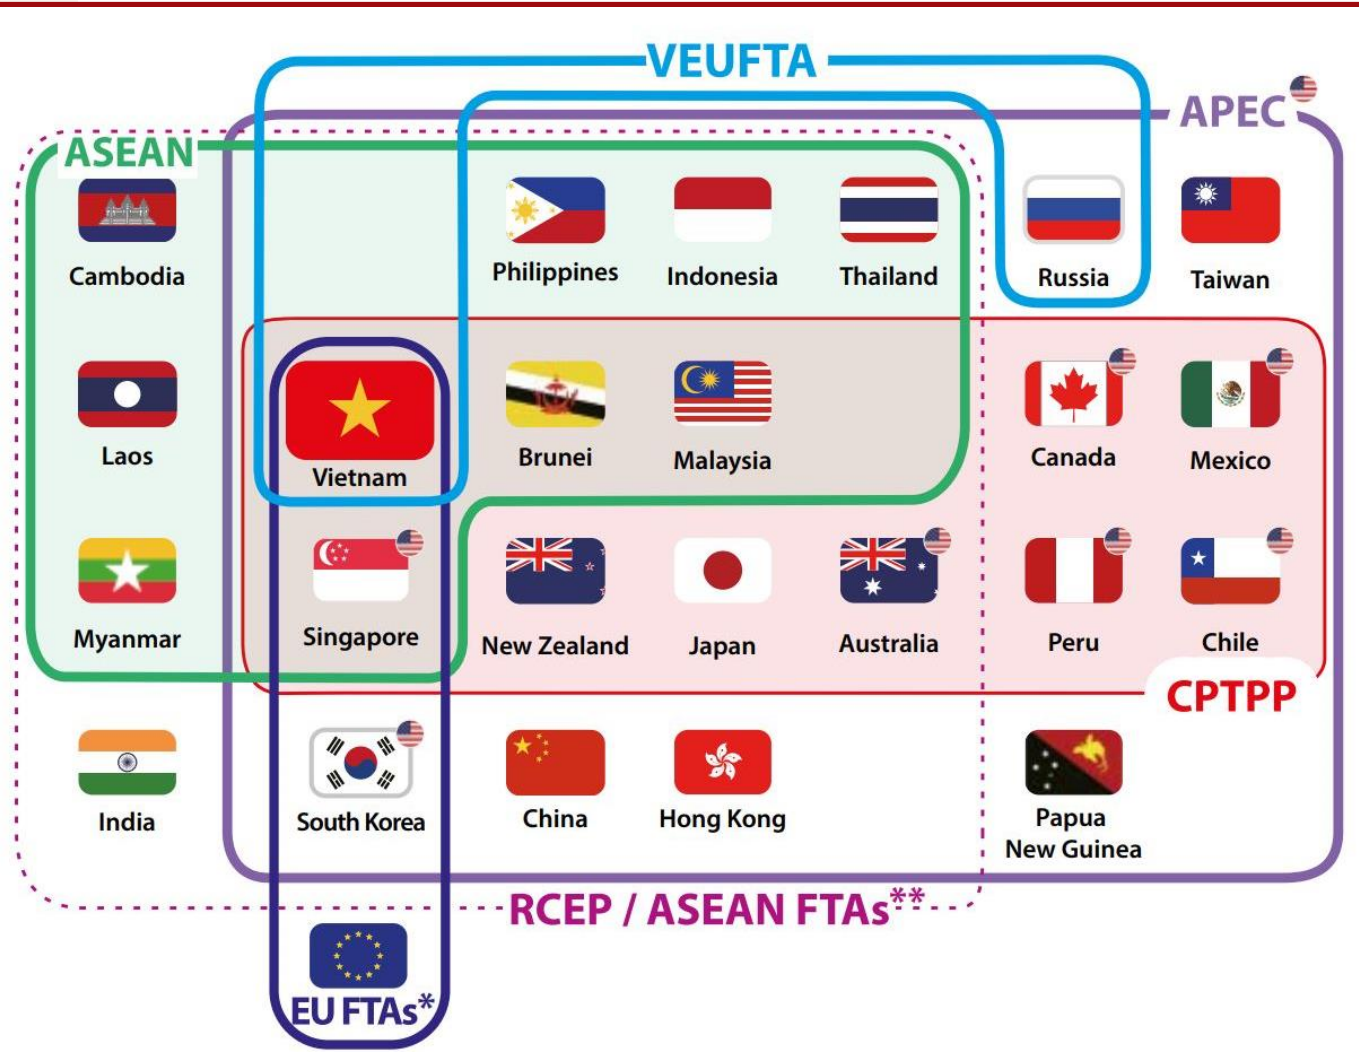 VEUFTA
APEC
ASEAN
Cambodia
Philippines
Indonesia
Thailand
Russia
Taiwan
Laos
Vietnam
Brunei
Malaysia
Canada
Mexico
Myanmar
Singapore
New Zealand
Japan
Australia
Peru
Chile
CPTPP
India
South Korea
China
Hong Kong
Papua
New Guinea
RCEP / ASEAN FTAs**
EU FTAs*